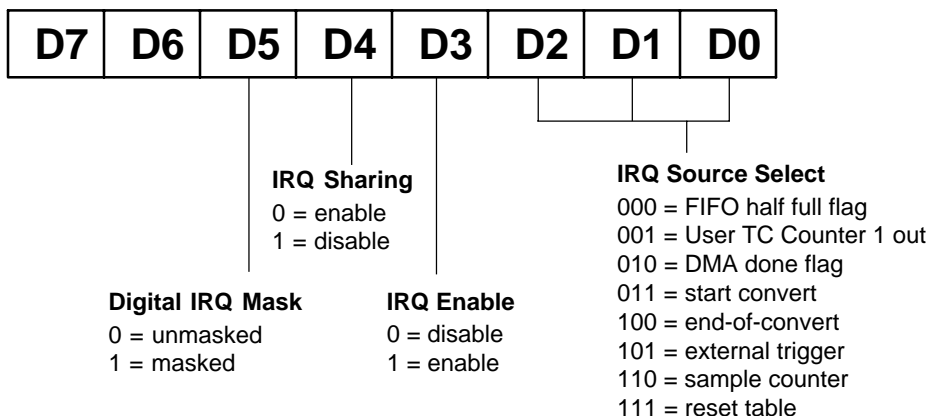 D7 D6 D5 D4 D3 D2 D1 D0
IRQ Sharing
0 = enable
1 = disable
Digital IRQ Mask
0 = unmasked
1 = masked
IRQ Enable
0 = disable
1 = enable
IRQ Source Select
000 = FIFO half full flag
001 = User TC Counter 1 out
010 = DMA done flag
011 = start convert
100 = end-of-convert
101 = external trigger
110 = sample counter
111 = reset table